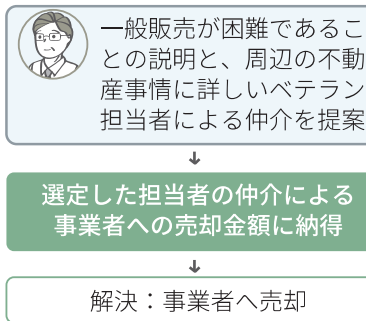 一般販売が困難であるこ
との説明と、周辺の不動
産事情に詳しいベテラン
担当者による仲介を提案
選定した担当者の仲介による
事業者への売却金額に納得
解決：事業者へ売却